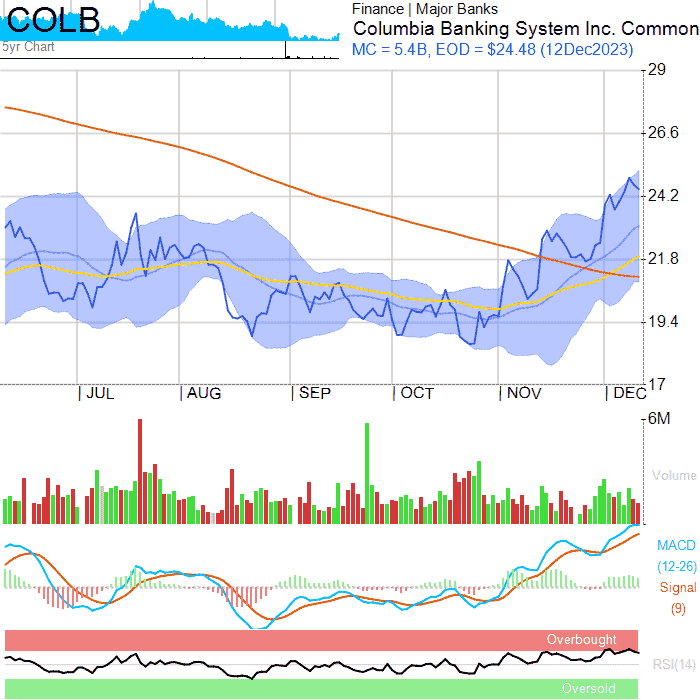 COLB
5yr Chart
Finance | Major Banks
Columbia Banking System Inc. Common
MC = 5.4B, EOD = $24.48 (12Dec2023)
29
26.6
24.2
21.8
19.4
17
| JUL | AUG | SEP | OCT | NOV | DEC
6M
Volume
MACD
(12-26)
Signal
(9)
Overbought
RSI(14)
Oversold